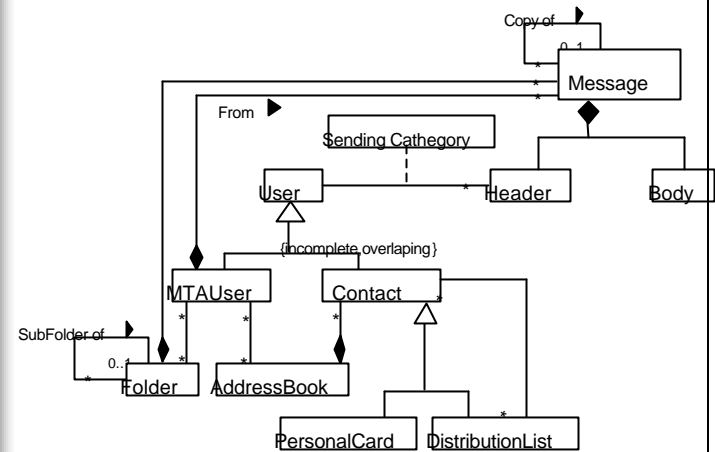 Copy of
0..1
*
Message
*
*
From
Sending Cathegory
User
*
Header
Body
{incomplete,overlaping}
MTAUser
Contact
*
*
*
*
SubFolder of
0..1
*
*
*
Folder
AddressBook
*
PersonalCard
DistributionList